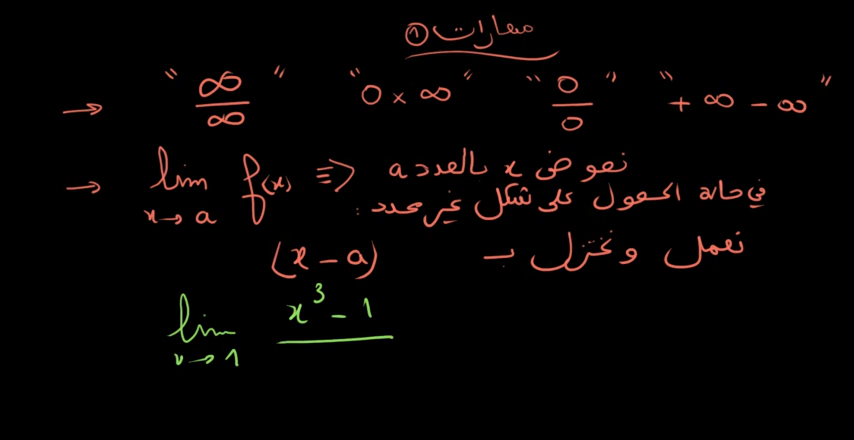 مهارات ①
→ "∞/∞" "0 × ∞" "0/0" "+ ∞ - ∞"
→ lim x→a f(x) ⇒ نعوض x بالعدد a
في حالة الحصول على شكل غير محدد :
نعمل و نختزل بـ (x - a)
lim x→1 x³ - 1